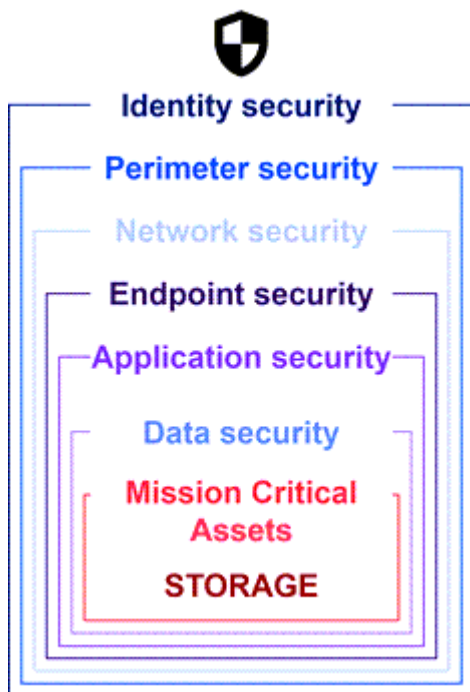 Identity security
Perimeter security
Network security
Endpoint security
Application security
Data security
Mission Critical
Assets
STORAGE